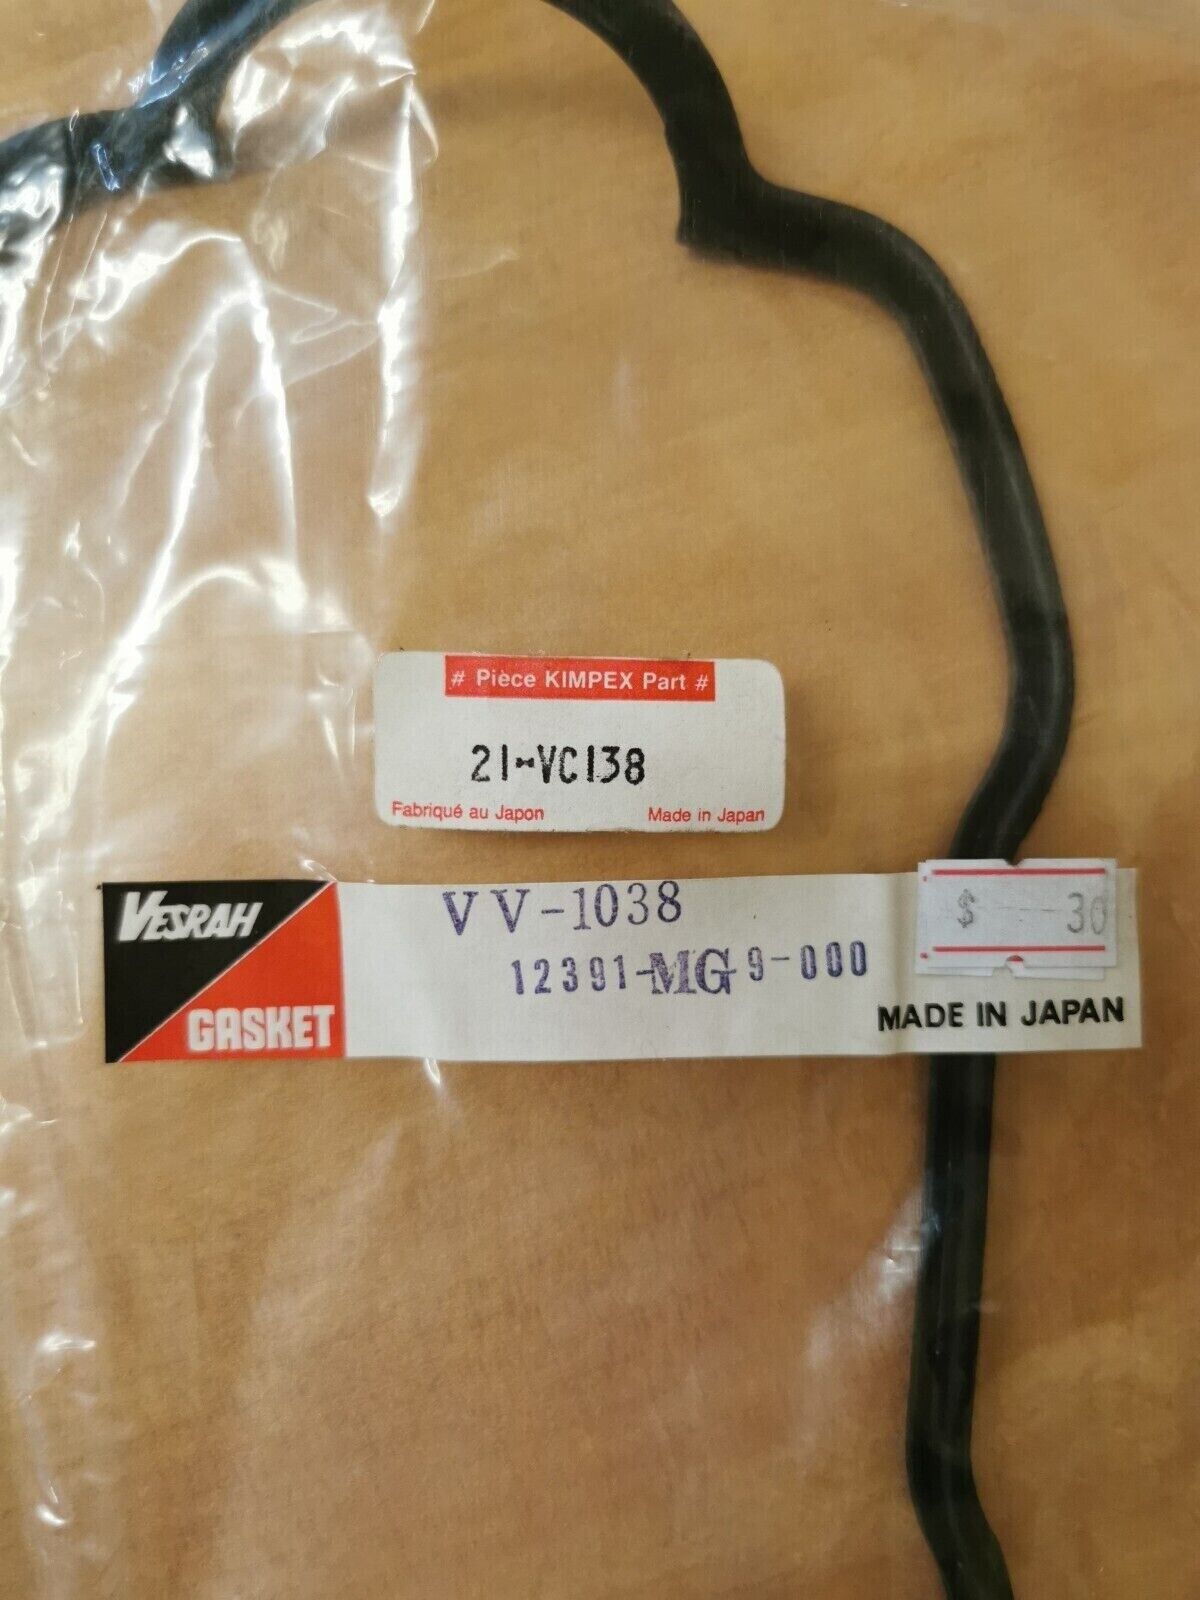 # Pièce KIMPEX Part #
21-VC138
Fabriqué au Japon Made in Japan
VESRAH
GASKET
VV-1038
12391-MG9-000
$ 30
MADE IN JAPAN